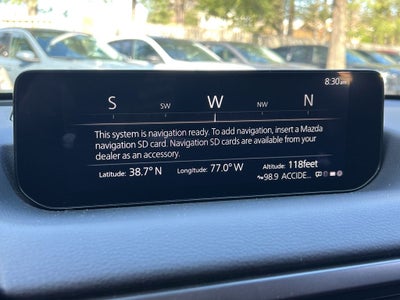 8:30 am
S SW W NW N
This system is navigation ready. To add navigation, insert a Mazda
navigation SD card. Navigation SD cards are available from your
dealer as an accessory.
Latitude: 38.7° N Longitude: 77.0° W Altitude: 118feet
98.9 ACCIDE...